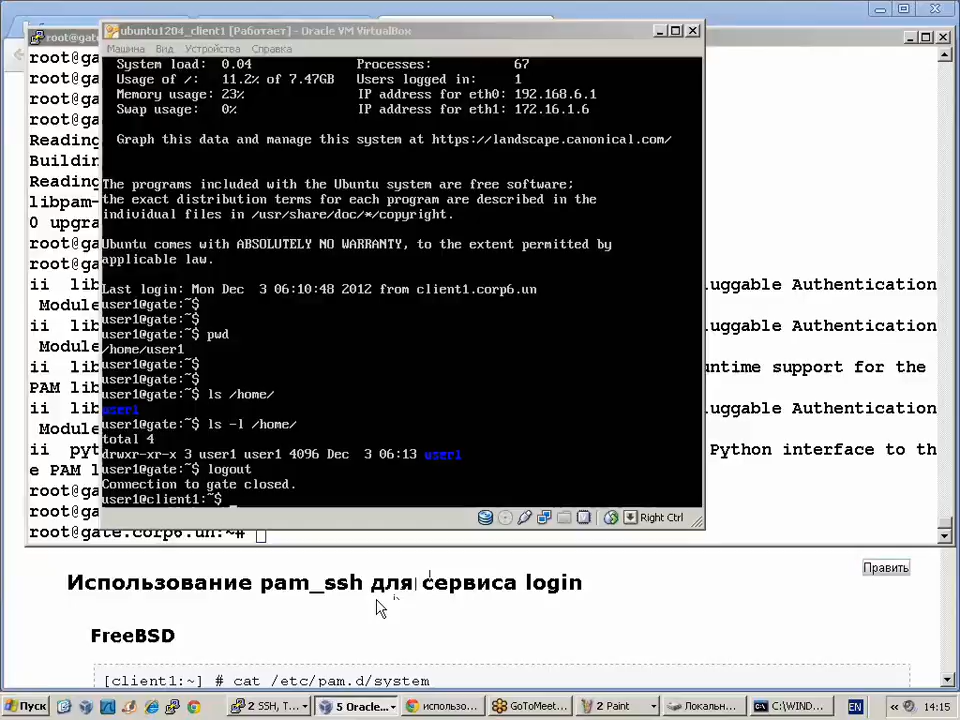 root@gate
ubuntu1204_client1 [Работает] - Oracle VM VirtualBox
Машина Вид Устройства Справка
root@ga
root@ga
root@ga
root@ga
Reading
Buildin
Reading
libpam-
0 upgra
root@ga
root@ga
ii lib luggable Authentication
Module
ii lib luggable Authentication
Module
ii lib untime support for the
PAM lib
ii lib luggable Authentication
Module
ii pyt Python interface to th
e PAM l
root@ga
root@ga
root@gate.corp6.un:~#
System load: 0.04 Processes: 67
Usage of /: 11.2% of 7.47GB Users logged in: 1
Memory usage: 23% IP address for eth0: 192.168.6.1
Swap usage: 0% IP address for eth1: 172.16.1.6
Graph this data and manage this system at https://landscape.canonical.com/
The programs included with the Ubuntu system are free software;
the exact distribution terms for each program are described in the
individual files in /usr/share/doc/*/copyright.
Ubuntu comes with ABSOLUTELY NO WARRANTY, to the extent permitted by
applicable law.
Last login: Mon Dec 3 06:10:48 2012 from client1.corp6.un
user1@gate:~$
user1@gate:~$
user1@gate:~$ pwd
/home/user1
user1@gate:~$
user1@gate:~$
user1@gate:~$ ls /home/
user1
user1@gate:~$ ls -l /home/
total 4
drwxr-xr-x 3 user1 user1 4096 Dec 3 06:13 user1
user1@gate:~$ logout
Connection to gate closed.
user1@client1:~$
Right Ctrl
Использование pam_ssh для сервиса login
Править
FreeBSD
[client1:~] # cat /etc/pam.d/system
Пуск
2 SSH, T...
5 Oracle...
использо...
GoToMeet...
2 Paint
Локальна...
C:\WIND...
EN
14:15